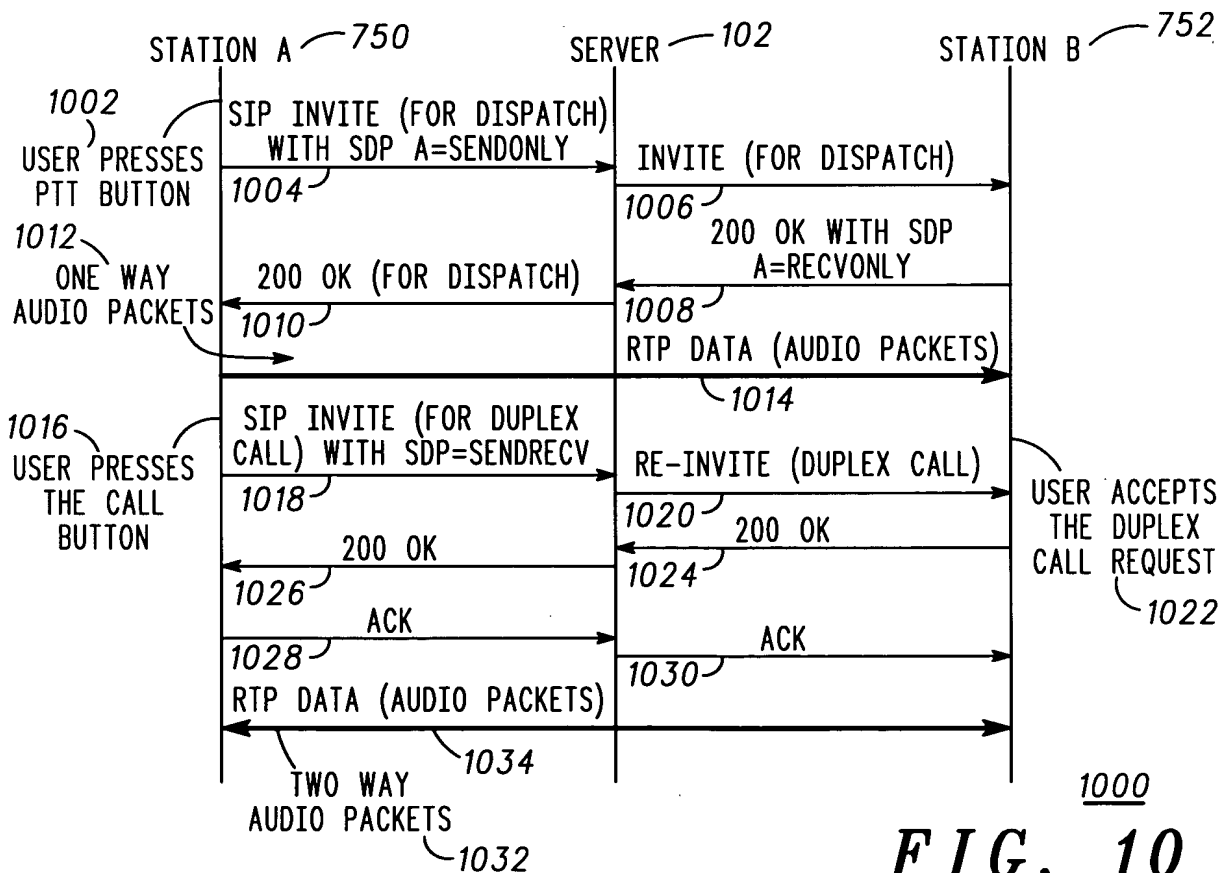 STATION A 750
SERVER 102
STATION B 752
1002
USER PRESSES
PTT BUTTON
SIP INVITE (FOR DISPATCH)
WITH SDP A=SENDONLY
1004
INVITE (FOR DISPATCH)
1006
200 OK WITH SDP
A=RECVONLY
1008
200 OK (FOR DISPATCH)
1010
1012
ONE WAY
AUDIO PACKETS
RTP DATA (AUDIO PACKETS)
1014
1016
USER PRESSES
THE CALL
BUTTON
SIP INVITE (FOR DUPLEX
CALL) WITH SDP=SENDRECV
1018
RE-INVITE (DUPLEX CALL)
1020
USER ACCEPTS
THE DUPLEX
CALL REQUEST
1022
200 OK
1024
200 OK
1026
ACK
1028
ACK
1030
RTP DATA (AUDIO PACKETS)
1034
TWO WAY
AUDIO PACKETS
1032
1000
FIG. 10